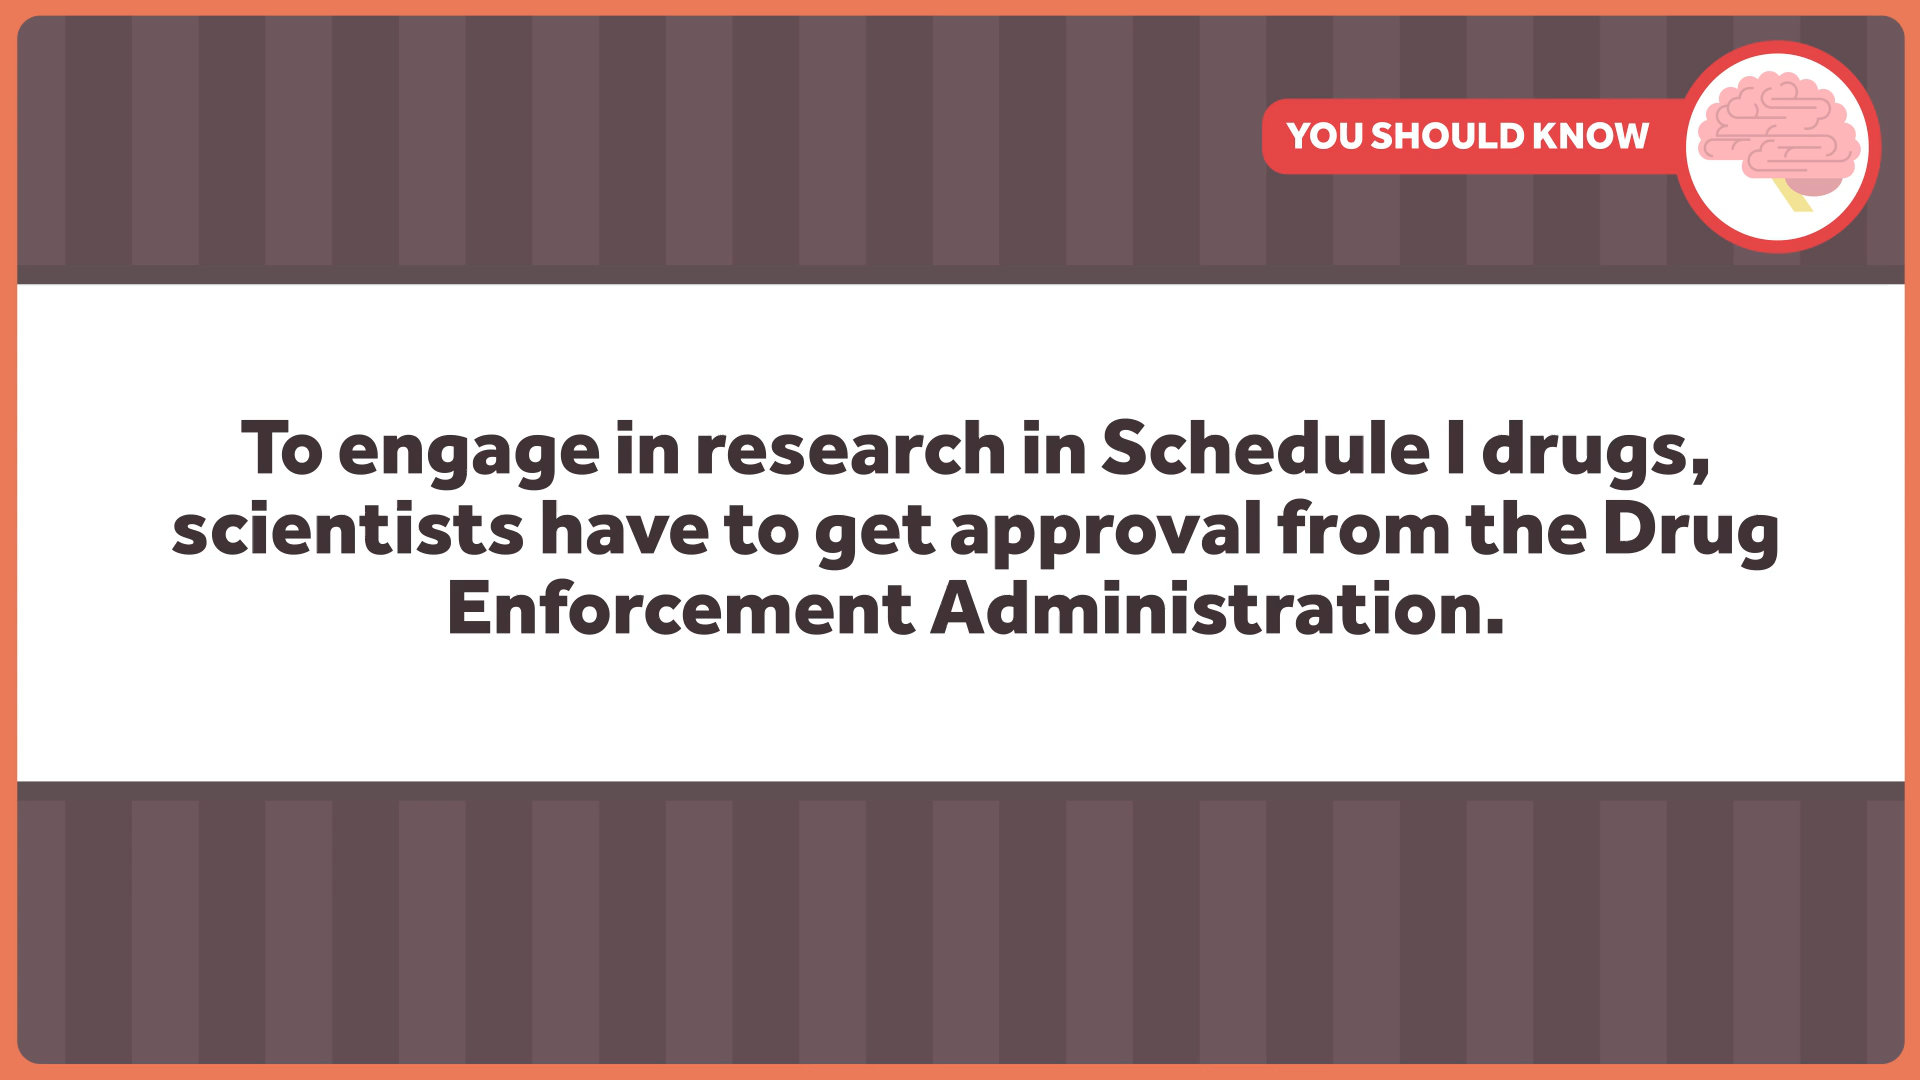 YOU SHOULD KNOW
To engage in research in Schedule I drugs,
scientists have to get approval from the Drug
Enforcement Administration.